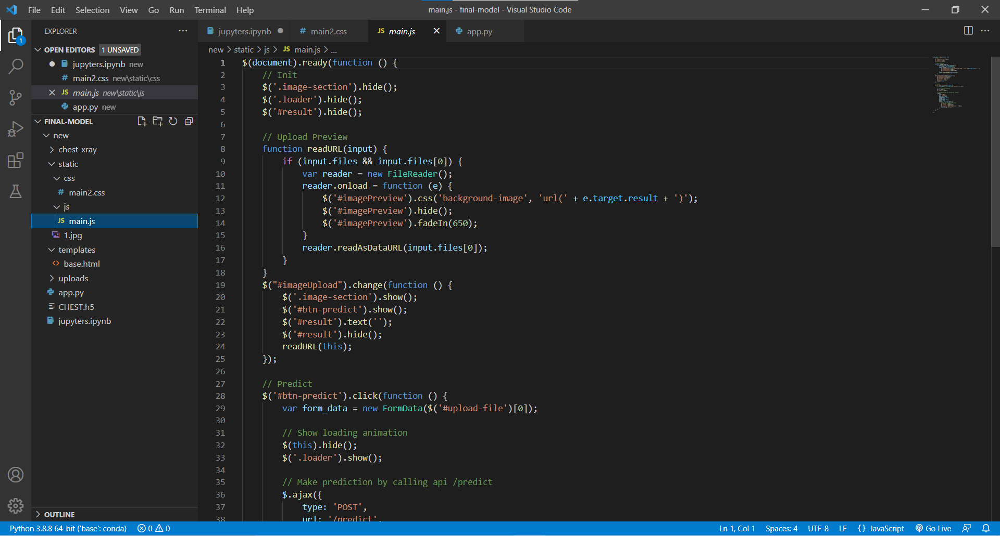 File Edit Selection View Go Run Terminal Help
main.js - final-model - Visual Studio Code
EXPLORER
OPEN EDITORS 1 UNSAVED
jupyters.ipynb new
main2.css new\static\css
JS main.js new\static\js
app.py new
FINAL-MODEL
new
chest-xray
static
css
# main2.css
js
JS main.js
1.jpg
templates
<> base.html
uploads
app.py
CHEST.h5
jupyters.ipynb
OUTLINE
1
jupyters.ipynb # main2.css JS main.js app.py
new > static > js > JS main.js > ...
1 $(document).ready(function () {
2 // Init
3 $('.image-section').hide();
4 $('.loader').hide();
5 $('#result').hide();
6
7 // Upload Preview
8 function readURL(input) {
9 if (input.files && input.files[0]) {
10 var reader = new FileReader();
11 reader.onload = function (e) {
12 $('#imagePreview').css('background-image', 'url(' + e.target.result + ')');
13 $('#imagePreview').hide();
14 $('#imagePreview').fadeIn(650);
15 }
16 reader.readAsDataURL(input.files[0]);
17 }
18 }
19 $("#imageUpload").change(function () {
20 $('.image-section').show();
21 $('#btn-predict').show();
22 $('#result').text('');
23 $('#result').hide();
24 readURL(this);
25 });
26
27 // Predict
28 $('#btn-predict').click(function () {
29 var form_data = new FormData($('#upload-file')[0]);
30
31 // Show loading animation
32 $(this).hide();
33 $('.loader').show();
34
35 // Make prediction by calling api /predict
36 $.ajax({
37 type: 'POST',
38 url: '/predict',
Python 3.8.8 64-bit ('base': conda) 0 0 Ln 1, Col 1 Spaces: 4 UTF-8 LF {} JavaScript Go Live